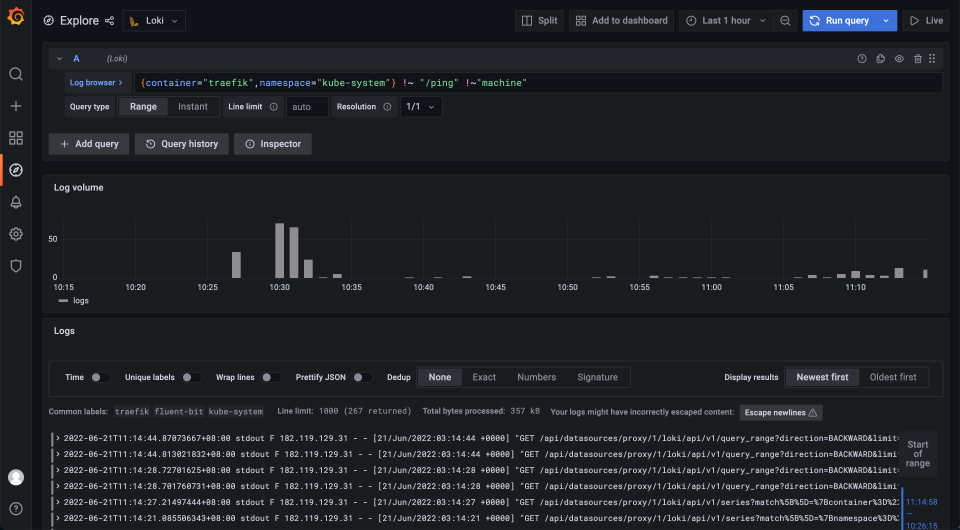 Explore Loki Split Add to dashboard Last 1 hour Run query Live
A (Loki)
Log browser {container="traefik",namespace="kube-system"} !~ "/ping" !~"machine"
Query type Range Instant Line limit auto Resolution 1/1
Add query Query history Inspector
Log volume
50
0
10:15 10:20 10:25 10:30 10:35 10:40 10:45 10:50 10:55 11:00 11:05 11:10
logs
Logs
Time Unique labels Wrap lines Prettify JSON Dedup None Exact Numbers Signature Display results Newest first Oldest first
Common labels: traefik fluent-bit kube-system Line limit: 1000 (267 returned) Total bytes processed: 357 kB Your logs might have incorrectly escaped content: Escape newlines
2022-06-21T11:14:44.87073667+08:00 stdout F 182.119.129.31 - - [21/Jun/2022:03:14:44 +0000] "GET /api/datasources/proxy/1/loki/api/v1/query_range?direction=BACKWARD&limit=
2022-06-21T11:14:44.813021832+08:00 stdout F 182.119.129.31 - - [21/Jun/2022:03:14:44 +0000] "GET /api/datasources/proxy/1/loki/api/v1/query_range?direction=BACKWARD&limit
2022-06-21T11:14:28.72701625+08:00 stdout F 182.119.129.31 - - [21/Jun/2022:03:14:28 +0000] "GET /api/datasources/proxy/1/loki/api/v1/query_range?direction=BACKWARD&limit=
2022-06-21T11:14:28.701760731+08:00 stdout F 182.119.129.31 - - [21/Jun/2022:03:14:28 +0000] "GET /api/datasources/proxy/1/loki/api/v1/query_range?direction=BACKWARD&limit
2022-06-21T11:14:27.21497444+08:00 stdout F 182.119.129.31 - - [21/Jun/2022:03:14:27 +0000] "GET /api/datasources/proxy/1/loki/api/v1/series?match%5B%5D=%7Bcontainer%3D%22
2022-06-21T11:14:21.085506343+08:00 stdout F 182.119.129.31 - - [21/Jun/2022:03:14:21 +0000] "GET /api/datasources/proxy/1/loki/api/v1/series?match%5B%5D=%7Bnamespace%3D%2
Start
of
range
11:14:58
—
10:26:15